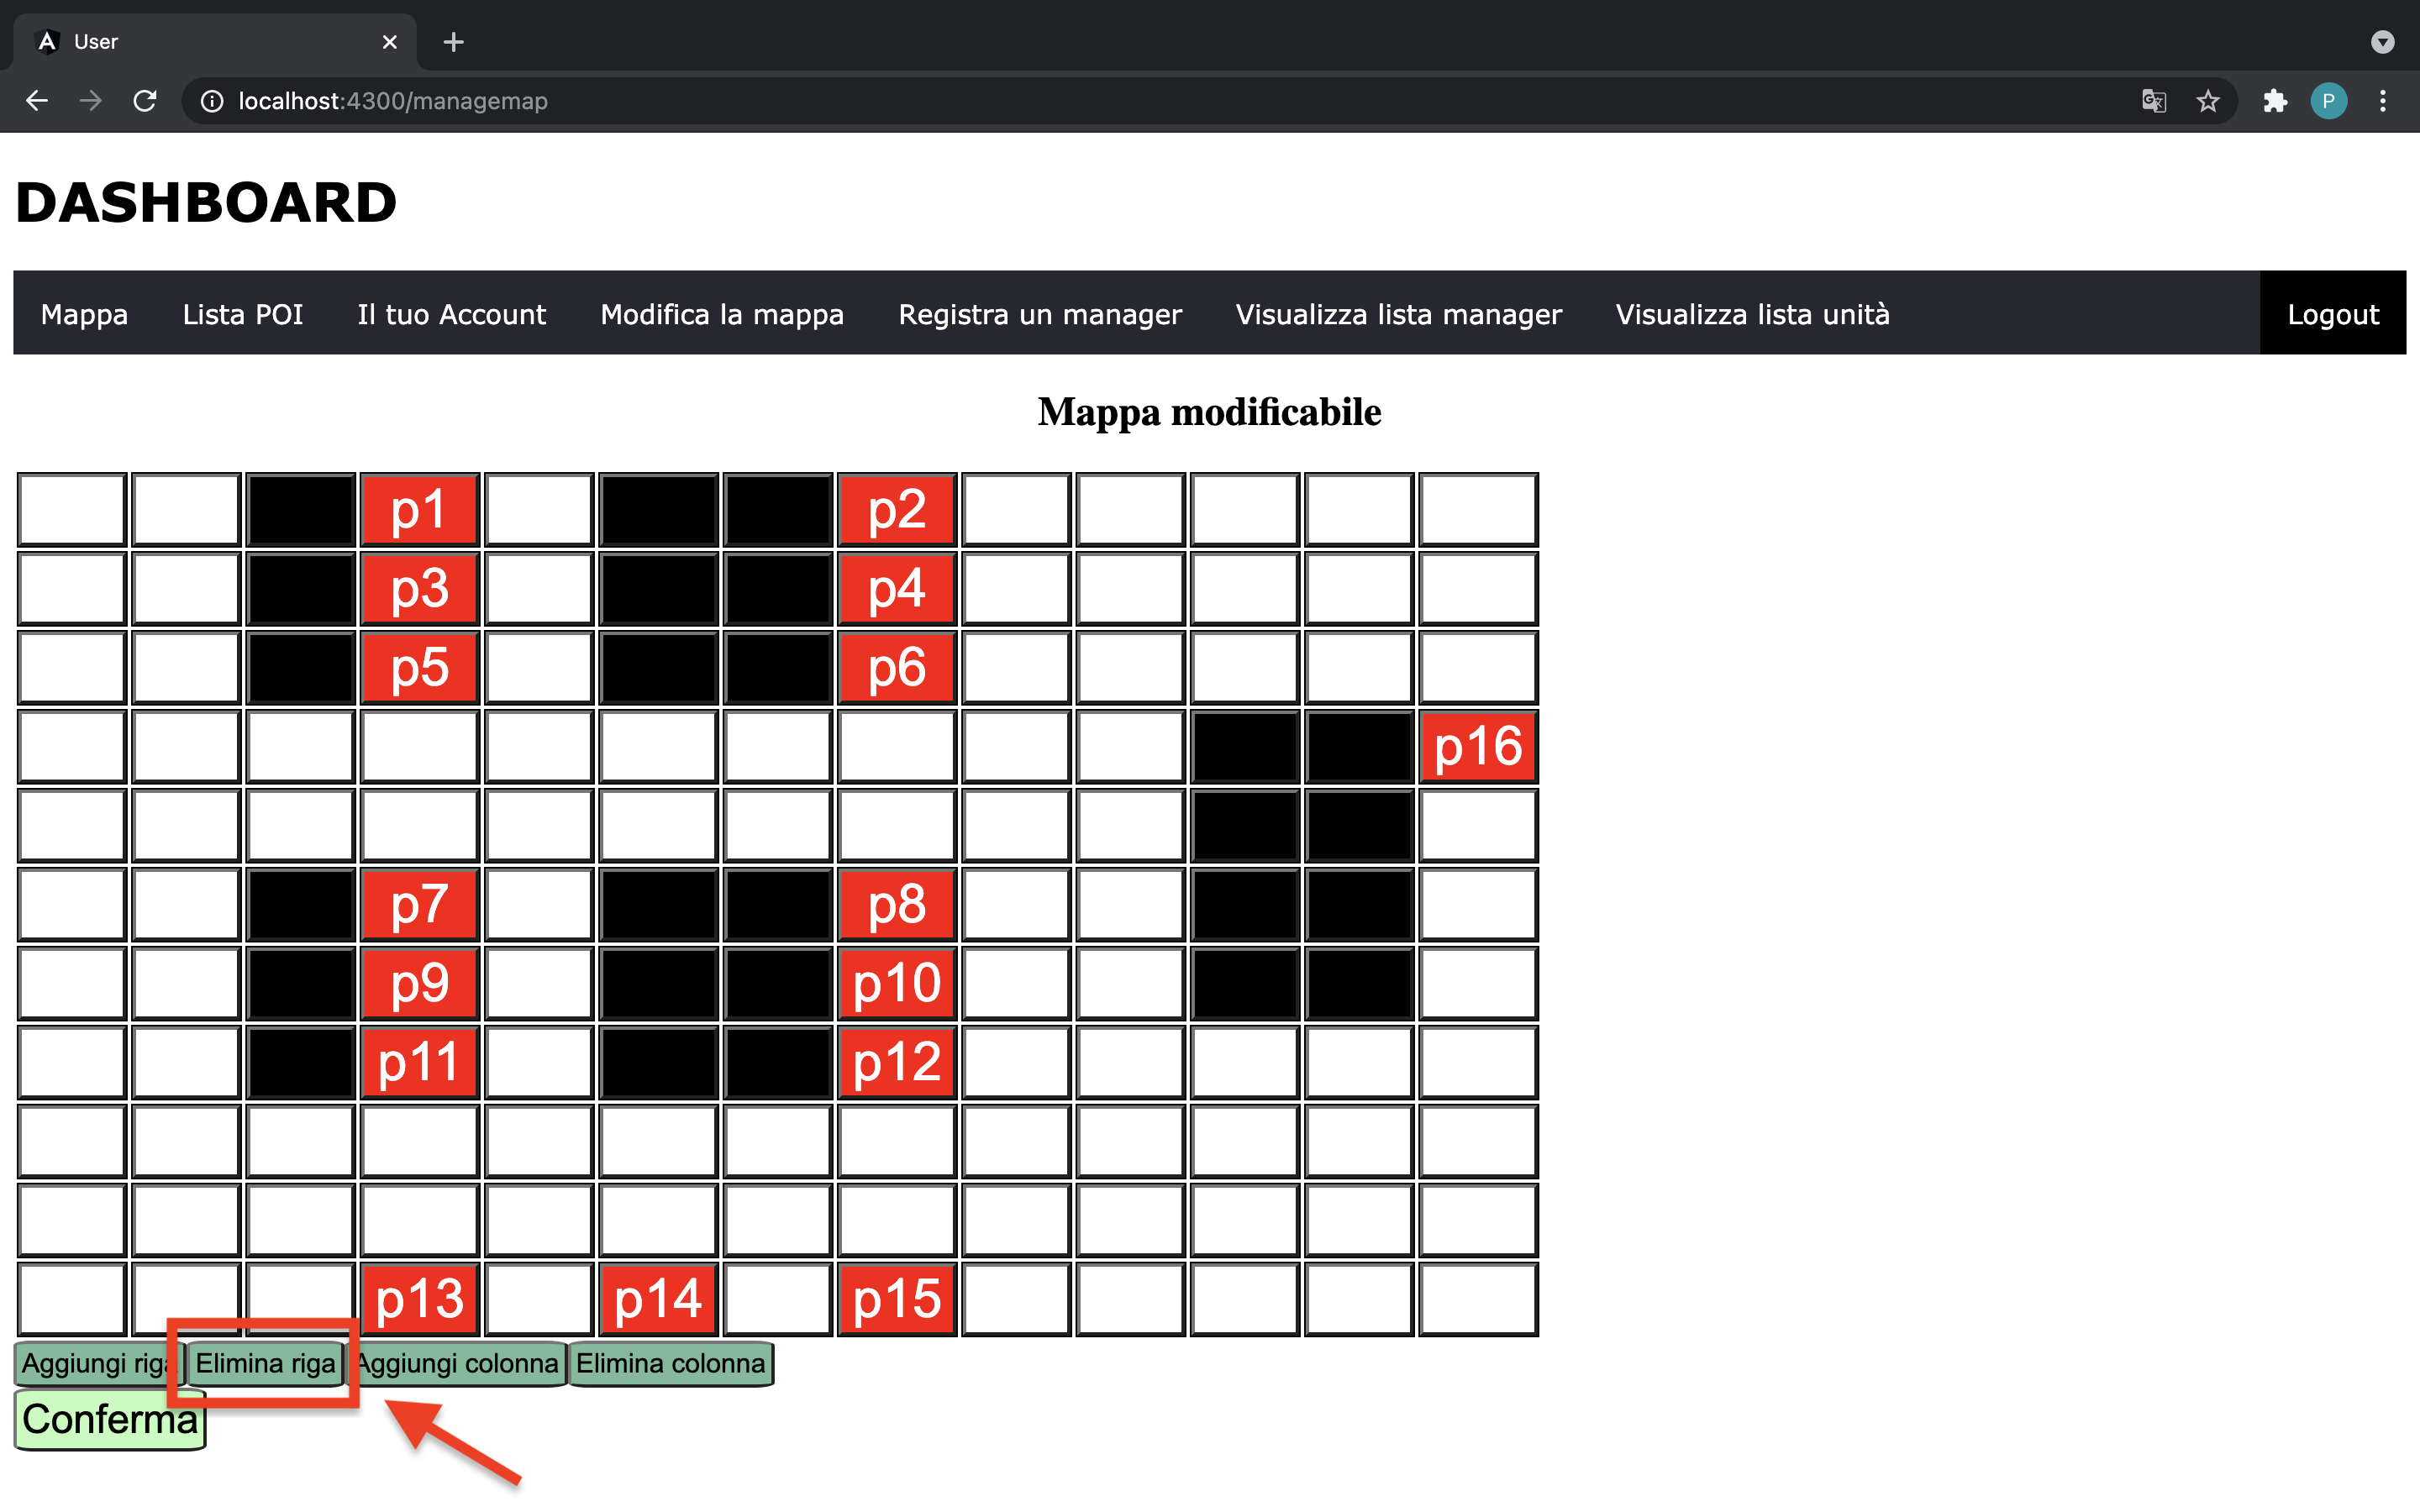 User
localhost:4300/managemap
P
DASHBOARD
Mappa Lista POI Il tuo Account Modifica la mappa Registra un manager Visualizza lista manager Visualizza lista unità Logout
Mappa modificabile
p1 p2
p3 p4
p5 p6
p16
p7 p8
p9 p10
p11 p12
p13 p14 p15
Aggiungi riga Elimina riga Aggiungi colonna Elimina colonna
Conferma